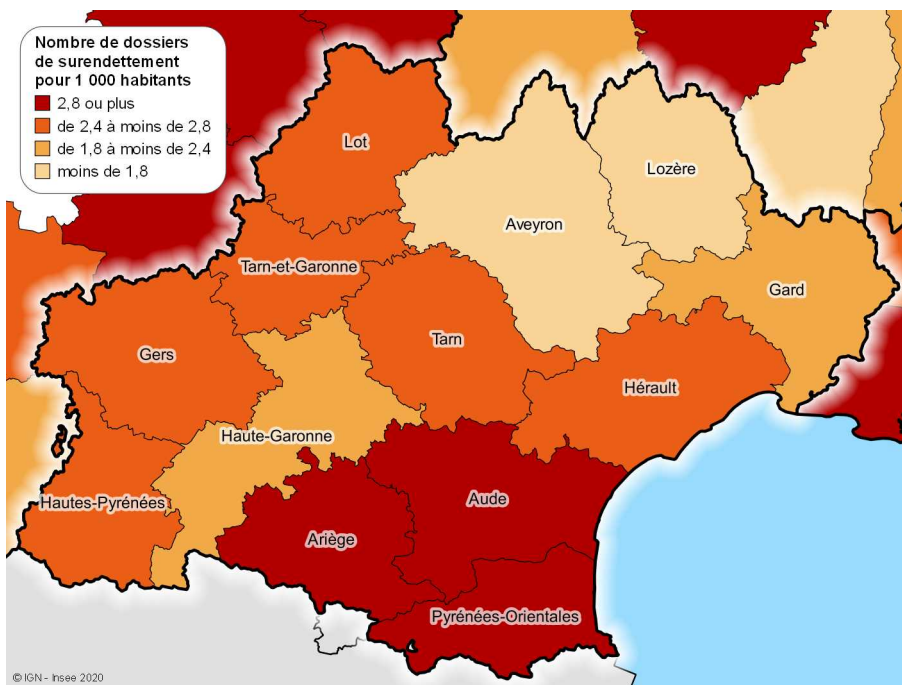 Nombre de dossiers
de surendettement
pour 1 000 habitants
2,8 ou plus
de 2,4 à moins de 2,8
de 1,8 à moins de 2,4
moins de 1,8
Lot
Lozère
Aveyron
Tarn-et-Garonne
Gard
Gers
Tarn
Hérault
Haute-Garonne
Hautes-Pyrénées
Aude
Ariège
Pyrénées-Orientales
© IGN - Insee 2020